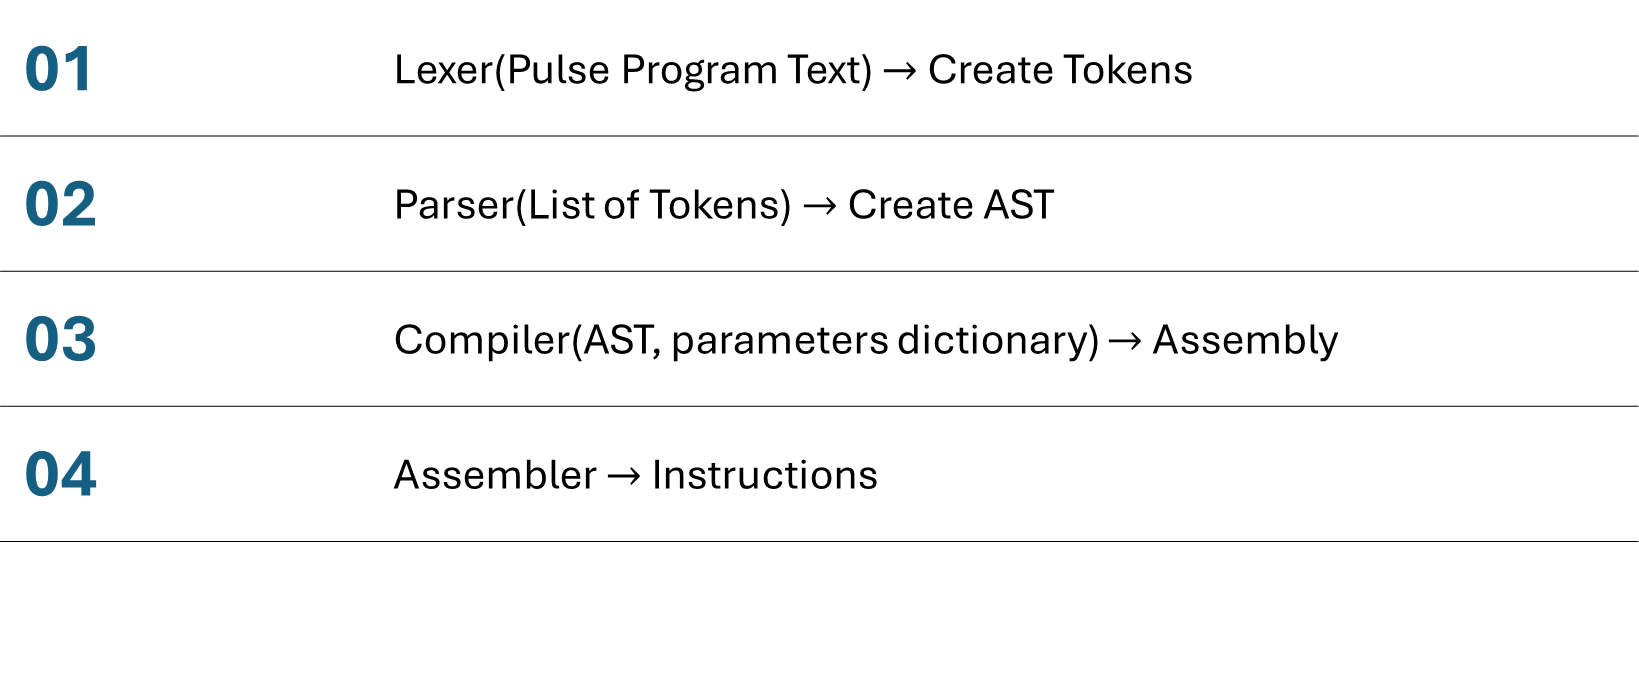 01 Lexer(Pulse Program Text) → Create Tokens
02 Parser(List of Tokens) → Create AST
03 Compiler(AST, parameters dictionary) → Assembly
04 Assembler → Instructions